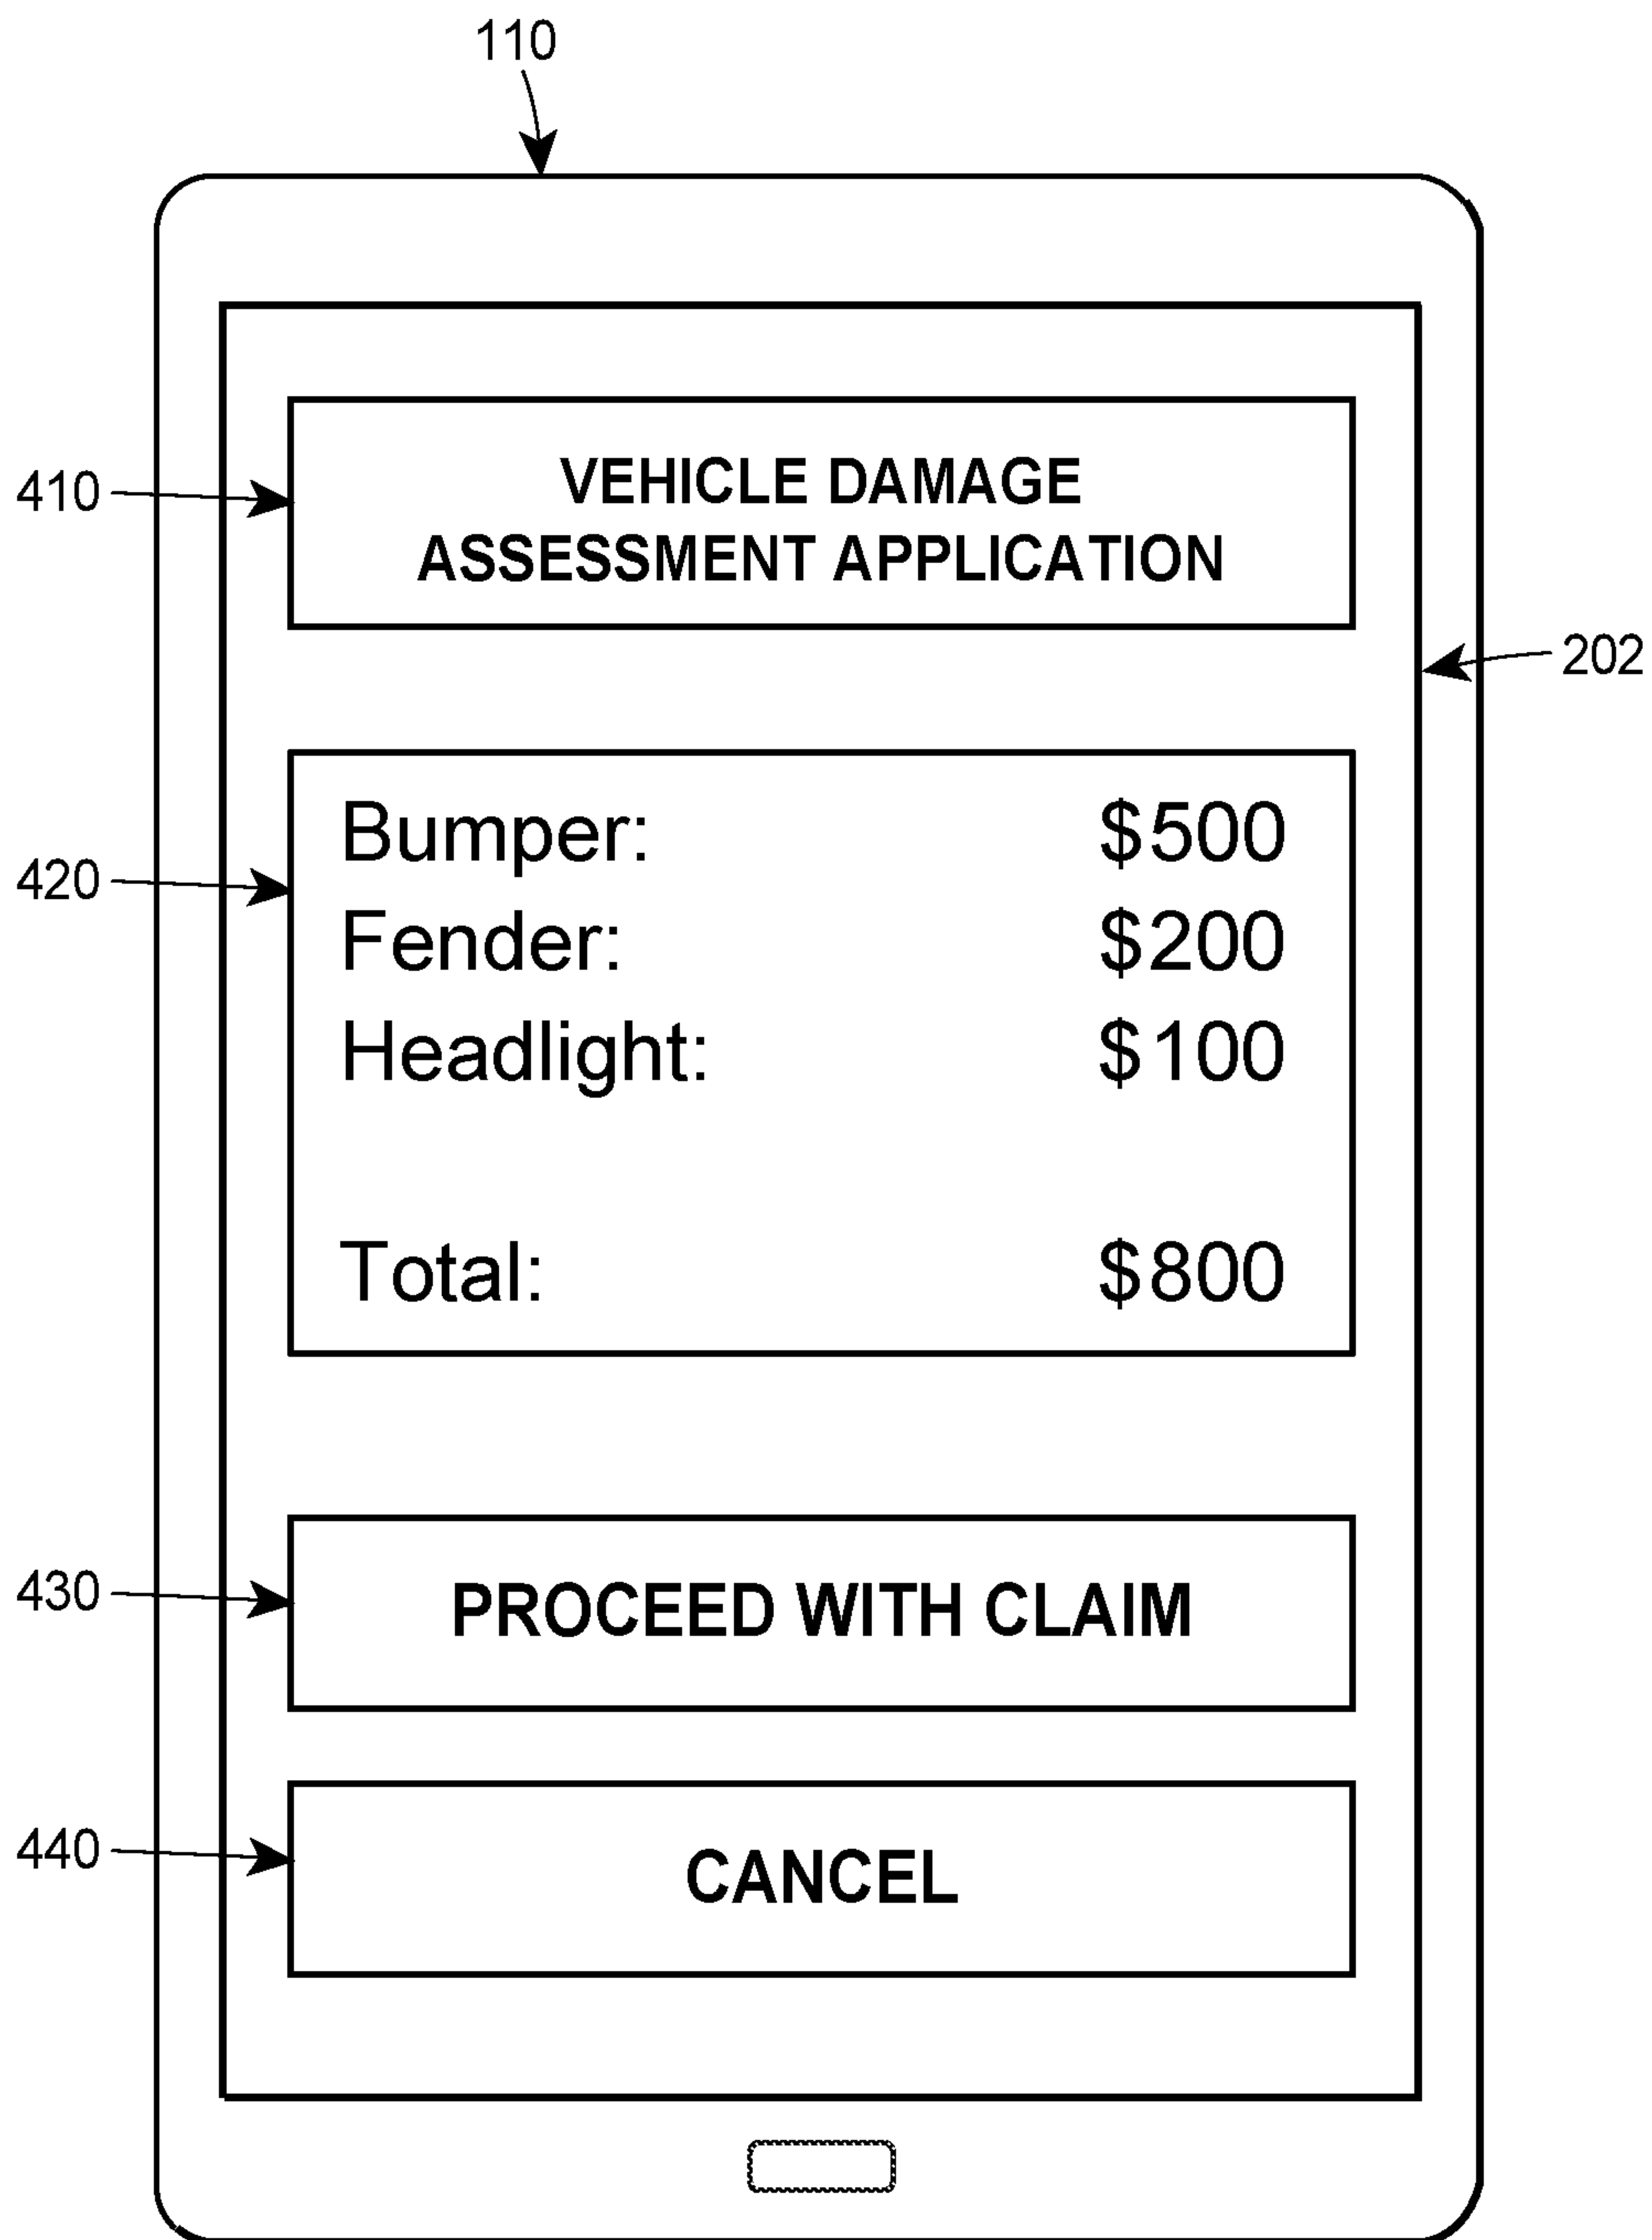 110
410
VEHICLE DAMAGE
ASSESSMENT APPLICATION
202
420
Bumper: $500
Fender: $200
Headlight: $100
Total: $800
430
PROCEED WITH CLAIM
440
CANCEL